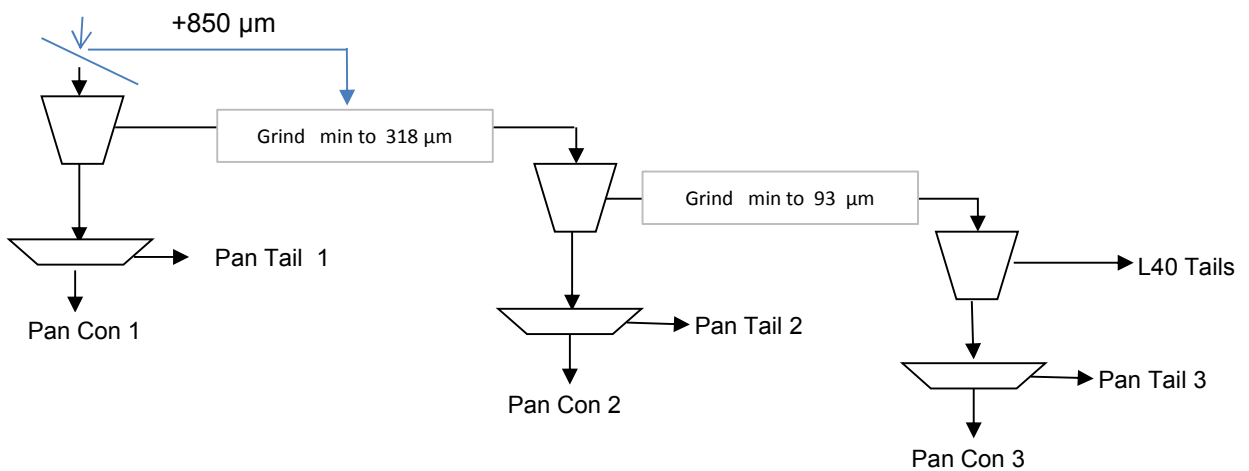 +850 µm
Grind min to 318 µm
Grind min to 93 µm
L40 Tails
Pan Tail 1
Pan Con 1
Pan Tail 2
Pan Con 2
Pan Tail 3
Pan Con 3